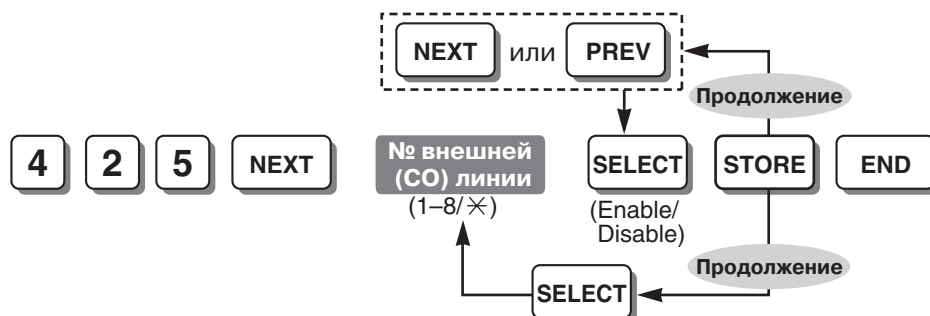 NEXT или PREV
Продолжение
4 2 5 NEXT № внешней (CO) линии SELECT STORE END
(1–8/✳)
(Enable/
Disable)
Продолжение
SELECT